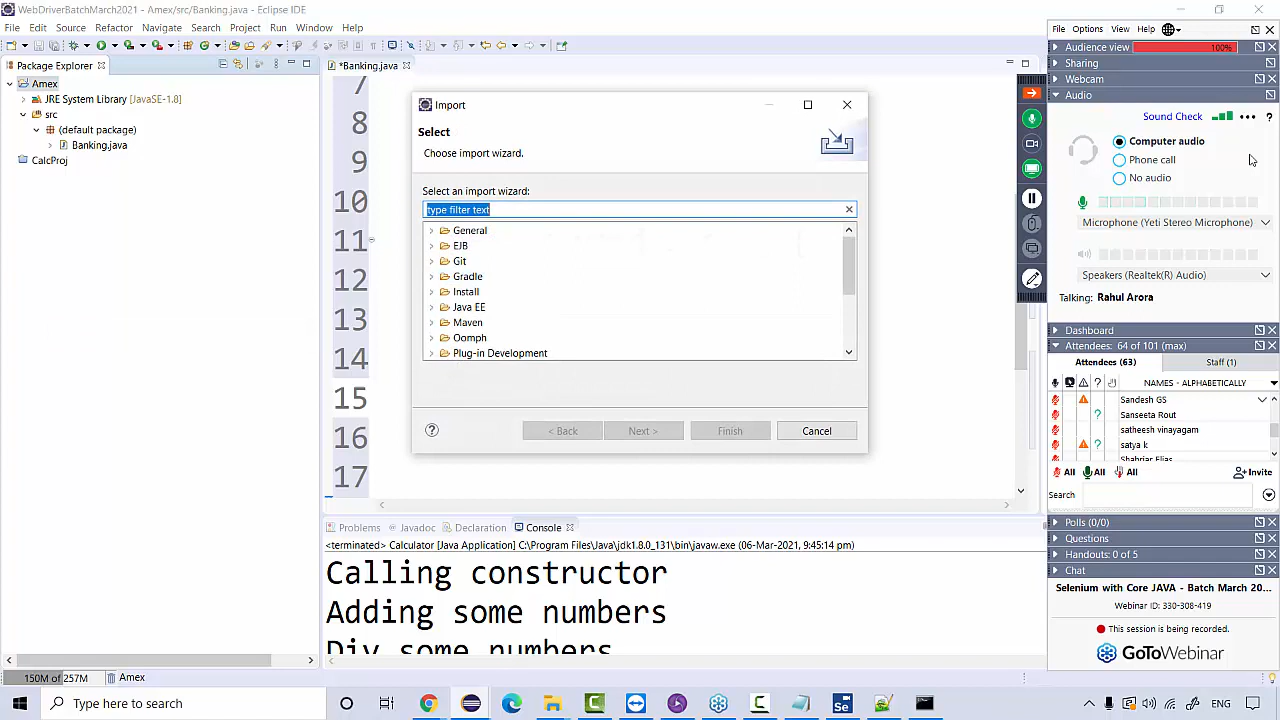 WebDriverBatchMarch2021 - Amex/src/Banking.java - Eclipse IDE
File Edit Source Refactor Navigate Search Project Run Window Help
Package Explorer
Amex
JRE System Library [JavaSE-1.8]
src
(default package)
Banking.java
CalcProj
*Banking.java
7
8
9
10
11
12
13
14
15
16
17
Import
Select
Choose import wizard.
Select an import wizard:
type filter text
General
EJB
Git
Gradle
Install
Java EE
Maven
Oomph
Plug-in Development
?
< Back
Next >
Finish
Cancel
Problems Javadoc Declaration Console
<terminated> Calculator [Java Application] C:\Program Files\Java\jdk1.8.0_131\bin\javaw.exe (06-Mar-2021, 9:45:14 pm)
Calling constructor
Adding some numbers
Div some numbers
File Options View Help
Audience view 100%
Sharing
Webcam
Audio
Sound Check ?
Computer audio
Phone call
No audio
Microphone (Yeti Stereo Microphone)
Speakers (Realtek(R) Audio)
Talking: Rahul Arora
Dashboard
Attendees: 64 of 101 (max)
Attendees (63) Staff (1)
? NAMES - ALPHABETICALLY
Sandesh GS
? Sanseeta Rout
satheesh vinayagam
? satya k
Shahriar Elias
All All All Invite
Search
Polls (0/0)
Questions
Handouts: 0 of 5
Chat
Selenium with Core JAVA - Batch March 20...
Webinar ID: 330-308-419
This session is being recorded.
GoToWebinar
150M of 257M Amex
Type here to search
Se
ENG